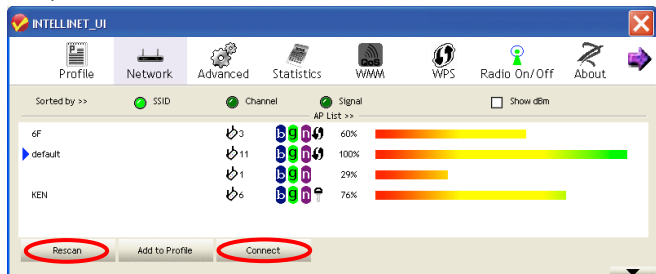 INTELLINET_UI
QoS
Profile Network Advanced Statistics WMM WPS Radio On/Off About
Sorted by >> SSID Channel Signal Show dBm
AP List >>
6F 3 b g n 60%
default 11 b g n 100%
1 b g n 29%
KEN 6 b g n 76%
Rescan Add to Profile Connect